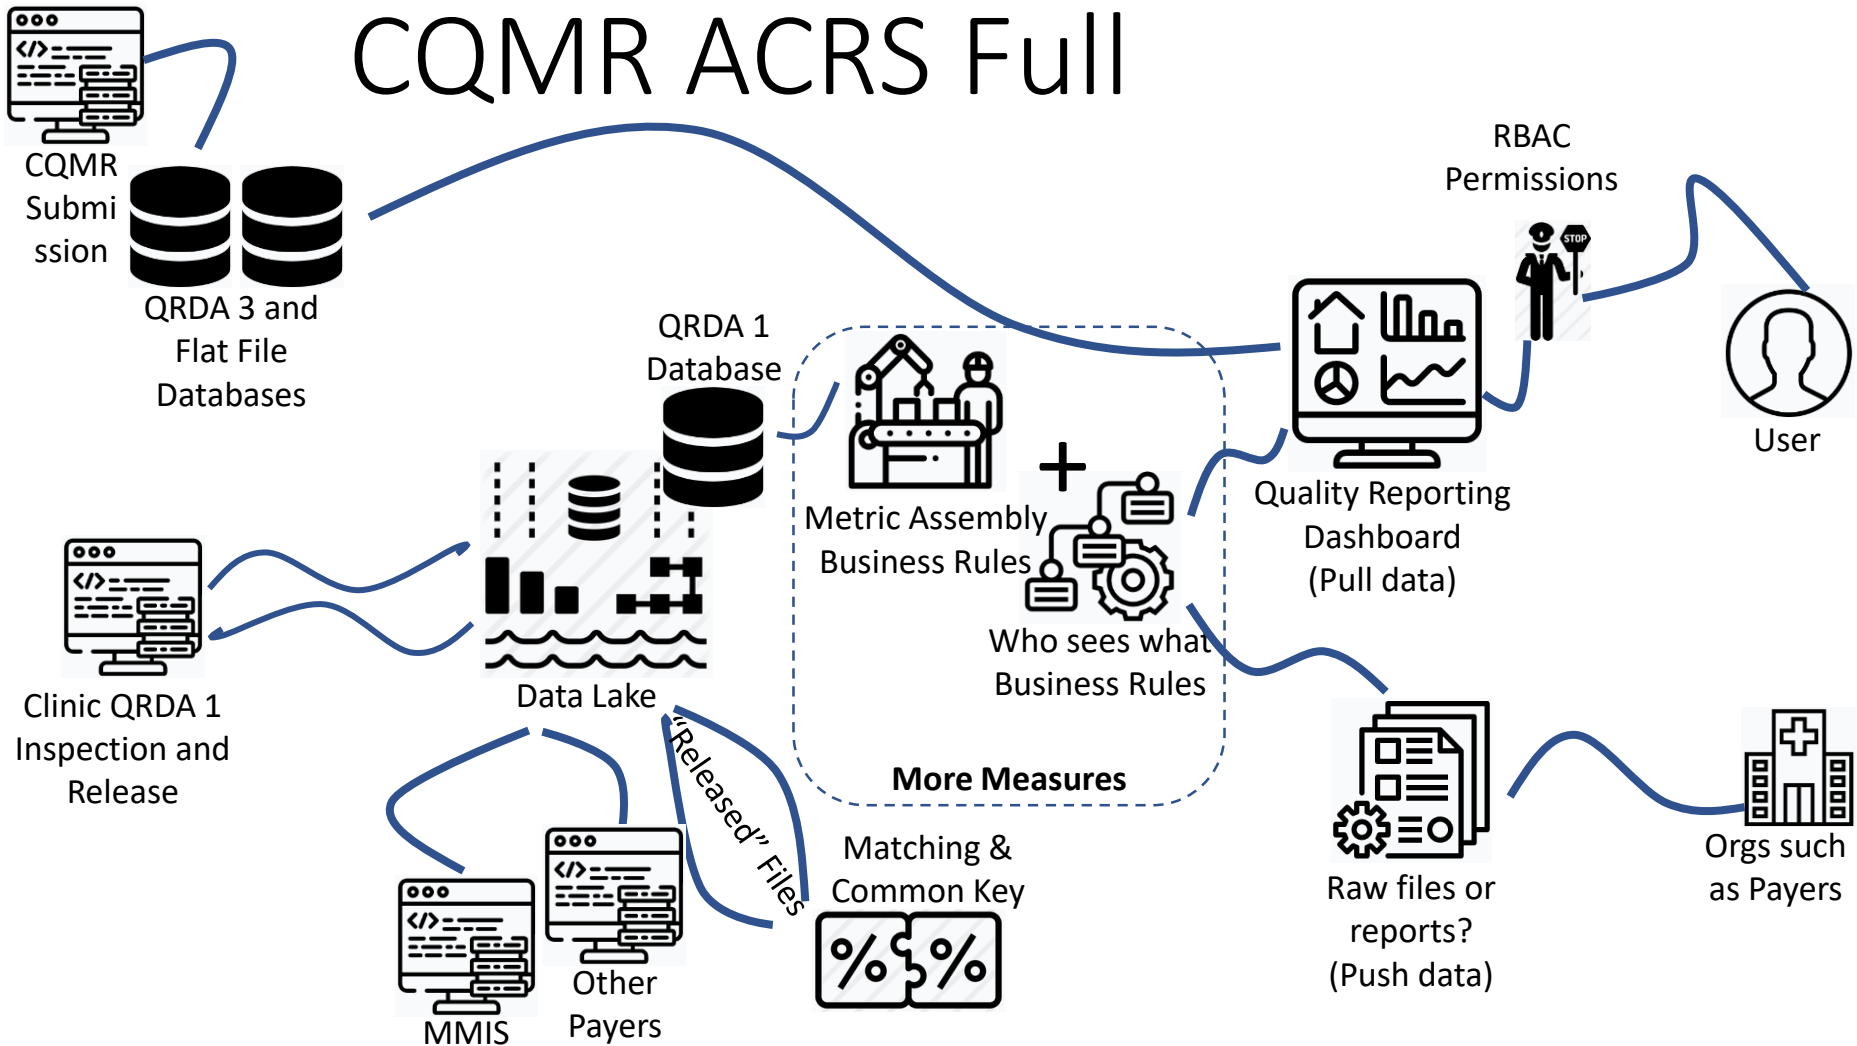 CQMR ACRS Full
CQMR
Submi
ssion
QRDA 3 and
Flat File
Databases
QRDA 1
Database
RBAC
Permissions
STOP
User
Metric Assembly
Business Rules
+
Who sees what
Business Rules
More Measures
Quality Reporting
Dashboard
(Pull data)
Clinic QRDA 1
Inspection and
Release
Data Lake
"Released" Files
Matching &
Common Key
% %
MMIS
Other
Payers
Raw files or
reports?
(Push data)
Orgs such
as Payers